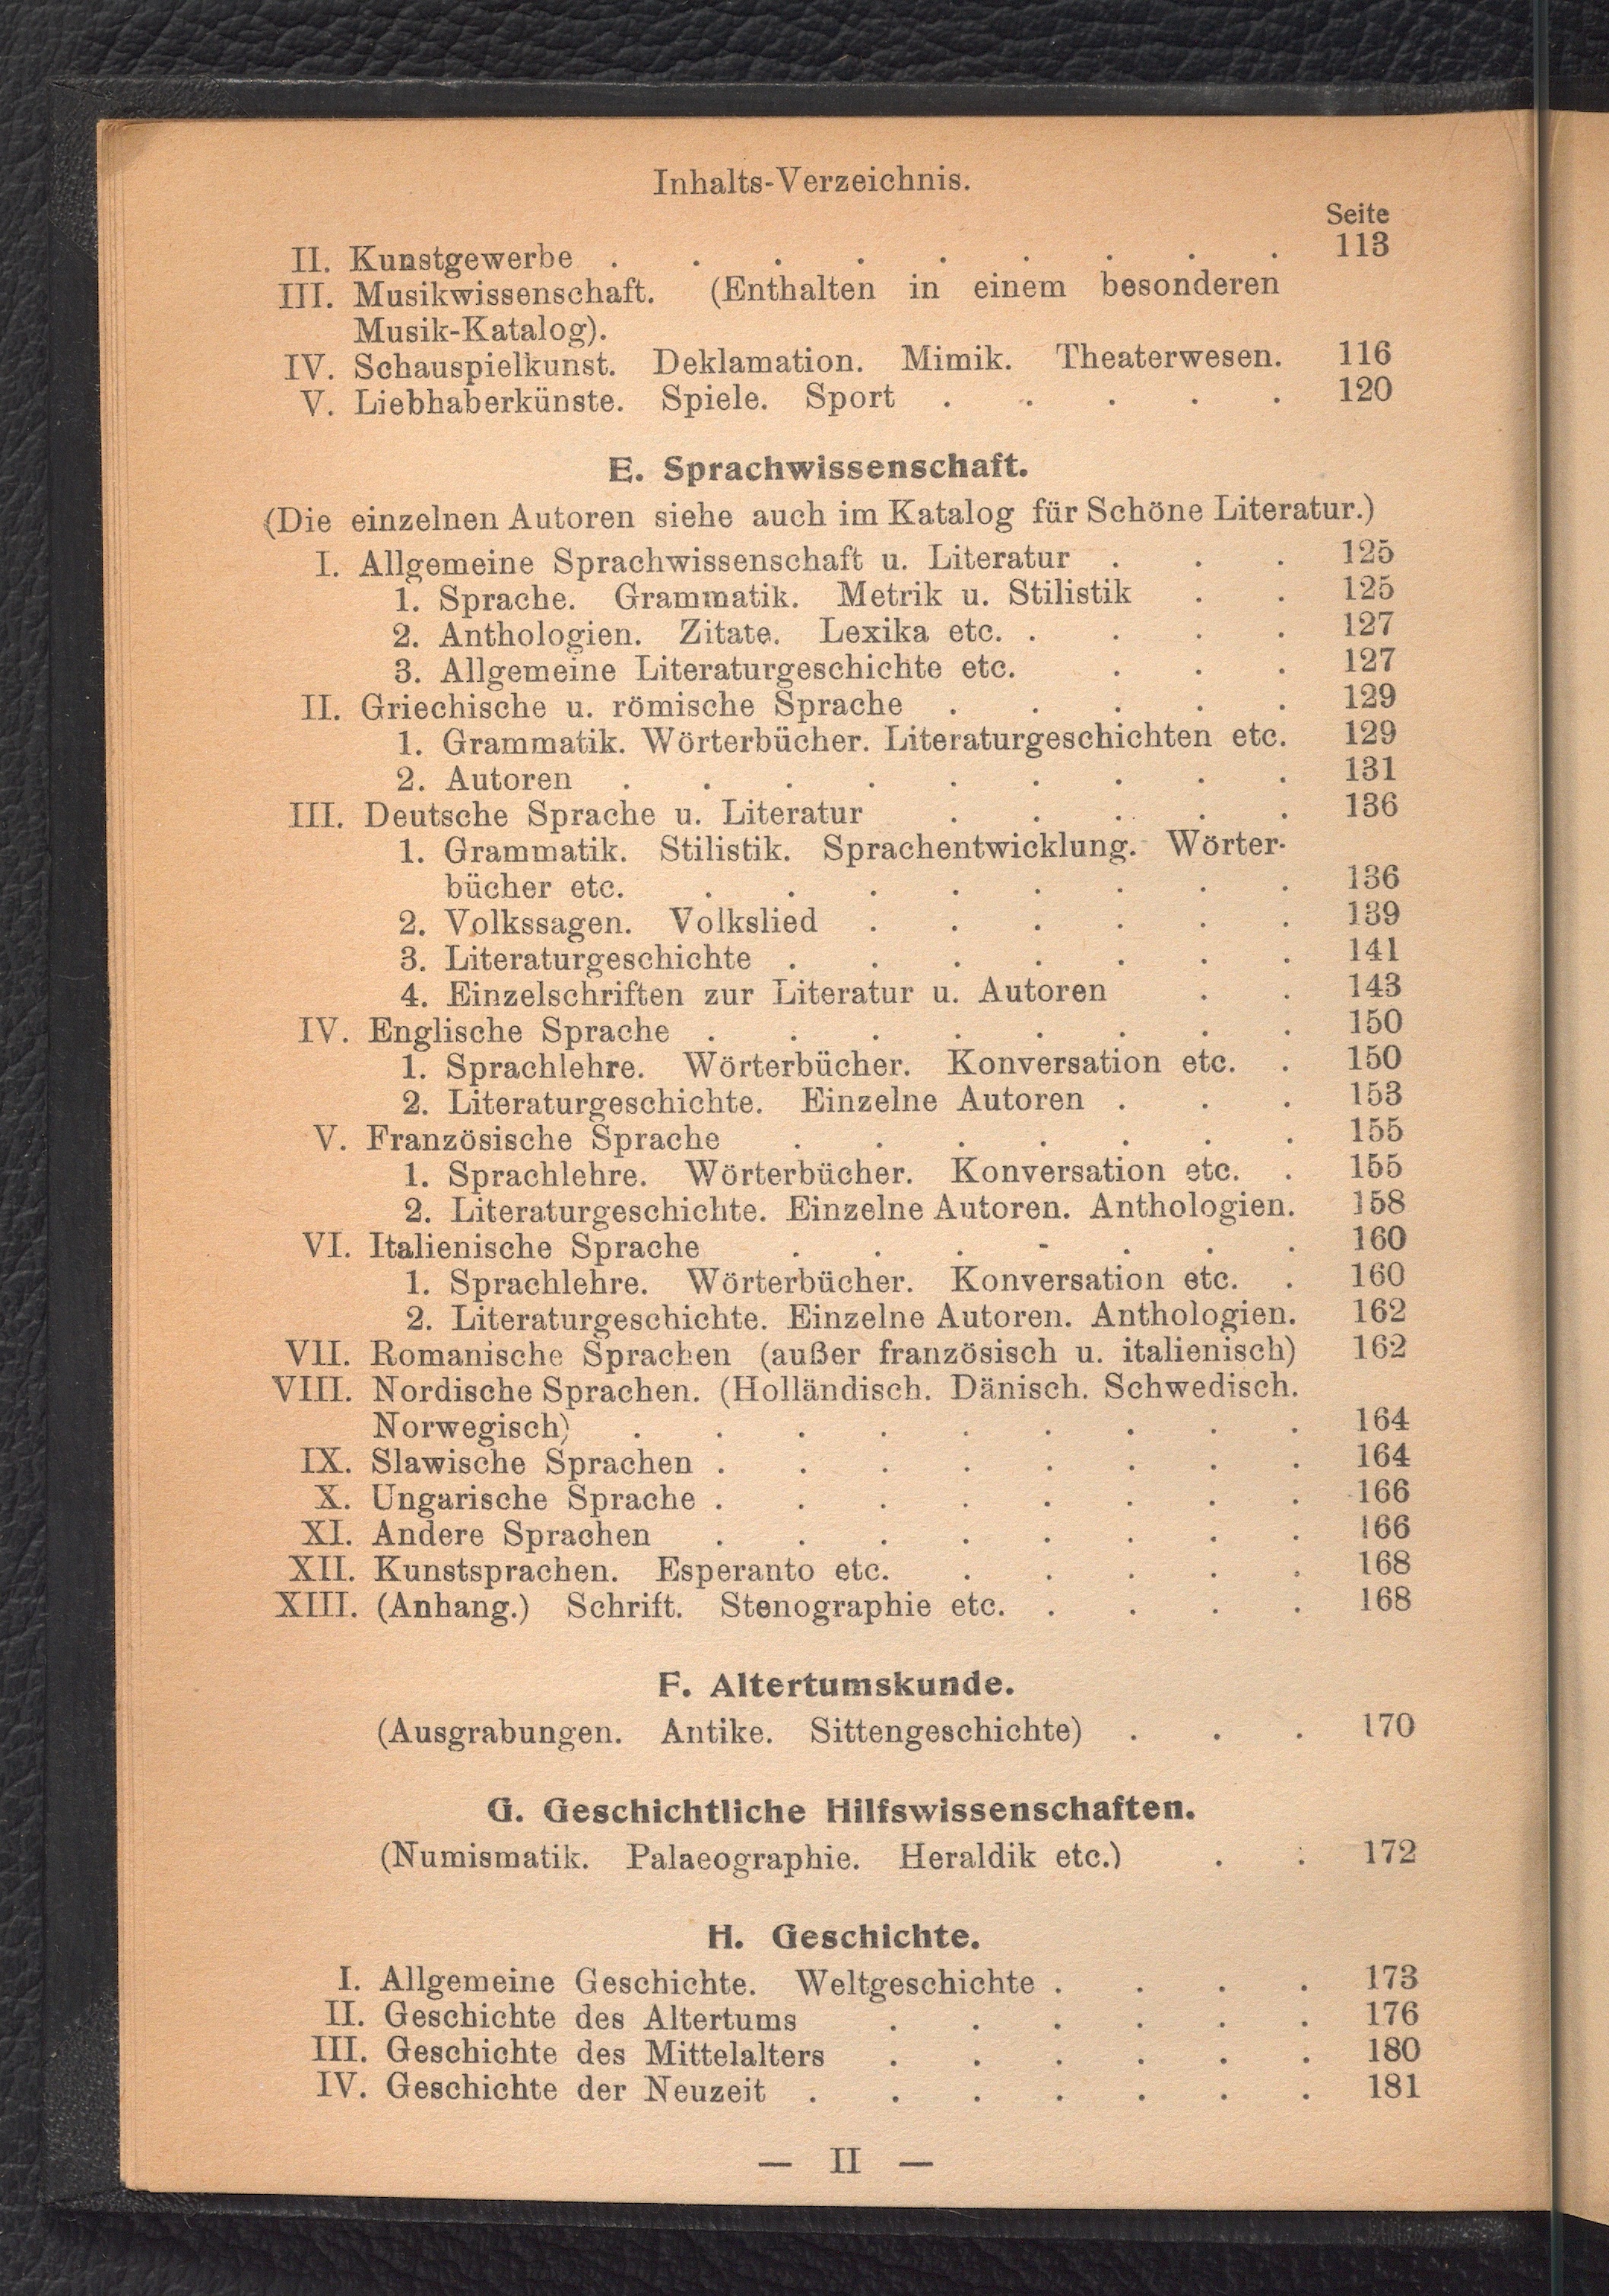 Inhalts-Verzeichnis.
Seite
II. Kunstgewerbe . . . . . . . . . 113
III. Musikwissenschaft. (Enthalten in einem besonderen
Musik-Katalog).
IV. Schauspielkunst. Deklamation. Mimik. Theaterwesen. 116
V. Liebhaberkünste. Spiele. Sport . . . . . 120
E. Sprachwissenschaft.
(Die einzelnen Autoren siehe auch im Katalog für Schöne Literatur.)
I. Allgemeine Sprachwissenschaft u. Literatur . . . 125
1. Sprache. Grammatik. Metrik u. Stilistik . . 125
2. Anthologien. Zitate. Lexika etc. . . . . 127
3. Allgemeine Literaturgeschichte etc. . . . 127
II. Griechische u. römische Sprache . . . . . 129
1. Grammatik. Wörterbücher. Literaturgeschichten etc. 129
2. Autoren . . . . . . . . . 131
III. Deutsche Sprache u. Literatur . . . . . 136
1. Grammatik. Stilistik. Sprachentwicklung. Wörter-
bücher etc. . . . . . . . . 136
2. Volkssagen. Volkslied . . . . . . 139
3. Literaturgeschichte . . . . . . . 141
4. Einzelschriften zur Literatur u. Autoren . . 143
IV. Englische Sprache . . . . . . . . 150
1. Sprachlehre. Wörterbücher. Konversation etc. . 150
2. Literaturgeschichte. Einzelne Autoren . . . 153
V. Französische Sprache . . . . . . . 155
1. Sprachlehre. Wörterbücher. Konversation etc. . 155
2. Literaturgeschichte. Einzelne Autoren. Anthologien. 158
VI. Italienische Sprache . . . . . . . 160
1. Sprachlehre. Wörterbücher. Konversation etc. . 160
2. Literaturgeschichte. Einzelne Autoren. Anthologien. 162
VII. Romanische Sprachen (außer französisch u. italienisch) 162
VIII. Nordische Sprachen. (Holländisch. Dänisch. Schwedisch.
Norwegisch) . . . . . . . . . 164
IX. Slawische Sprachen . . . . . . . . 164
X. Ungarische Sprache . . . . . . . . 166
XI. Andere Sprachen . . . . . . . . 166
XII. Kunstsprachen. Esperanto etc. . . . . . 168
XIII. (Anhang.) Schrift. Stenographie etc. . . . . 168
F. Altertumskunde.
(Ausgrabungen. Antike. Sittengeschichte) . . . 170
G. Geschichtliche Hilfswissenschaften.
(Numismatik. Palaeographie. Heraldik etc.) . . 172
H. Geschichte.
I. Allgemeine Geschichte. Weltgeschichte . . . . 173
II. Geschichte des Altertums . . . . . . 176
III. Geschichte des Mittelalters . . . . . . 180
IV. Geschichte der Neuzeit . . . . . . . 181
— II —